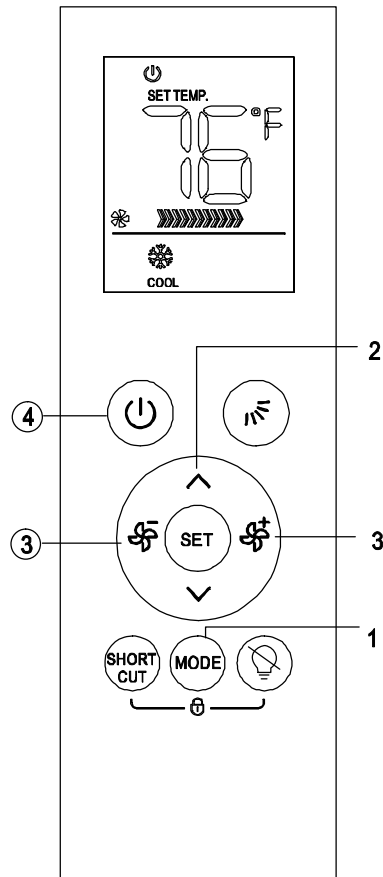 SET TEMP.
76°F
COOL
2
4
3
SET
3
1
SHORT
CUT
MODE